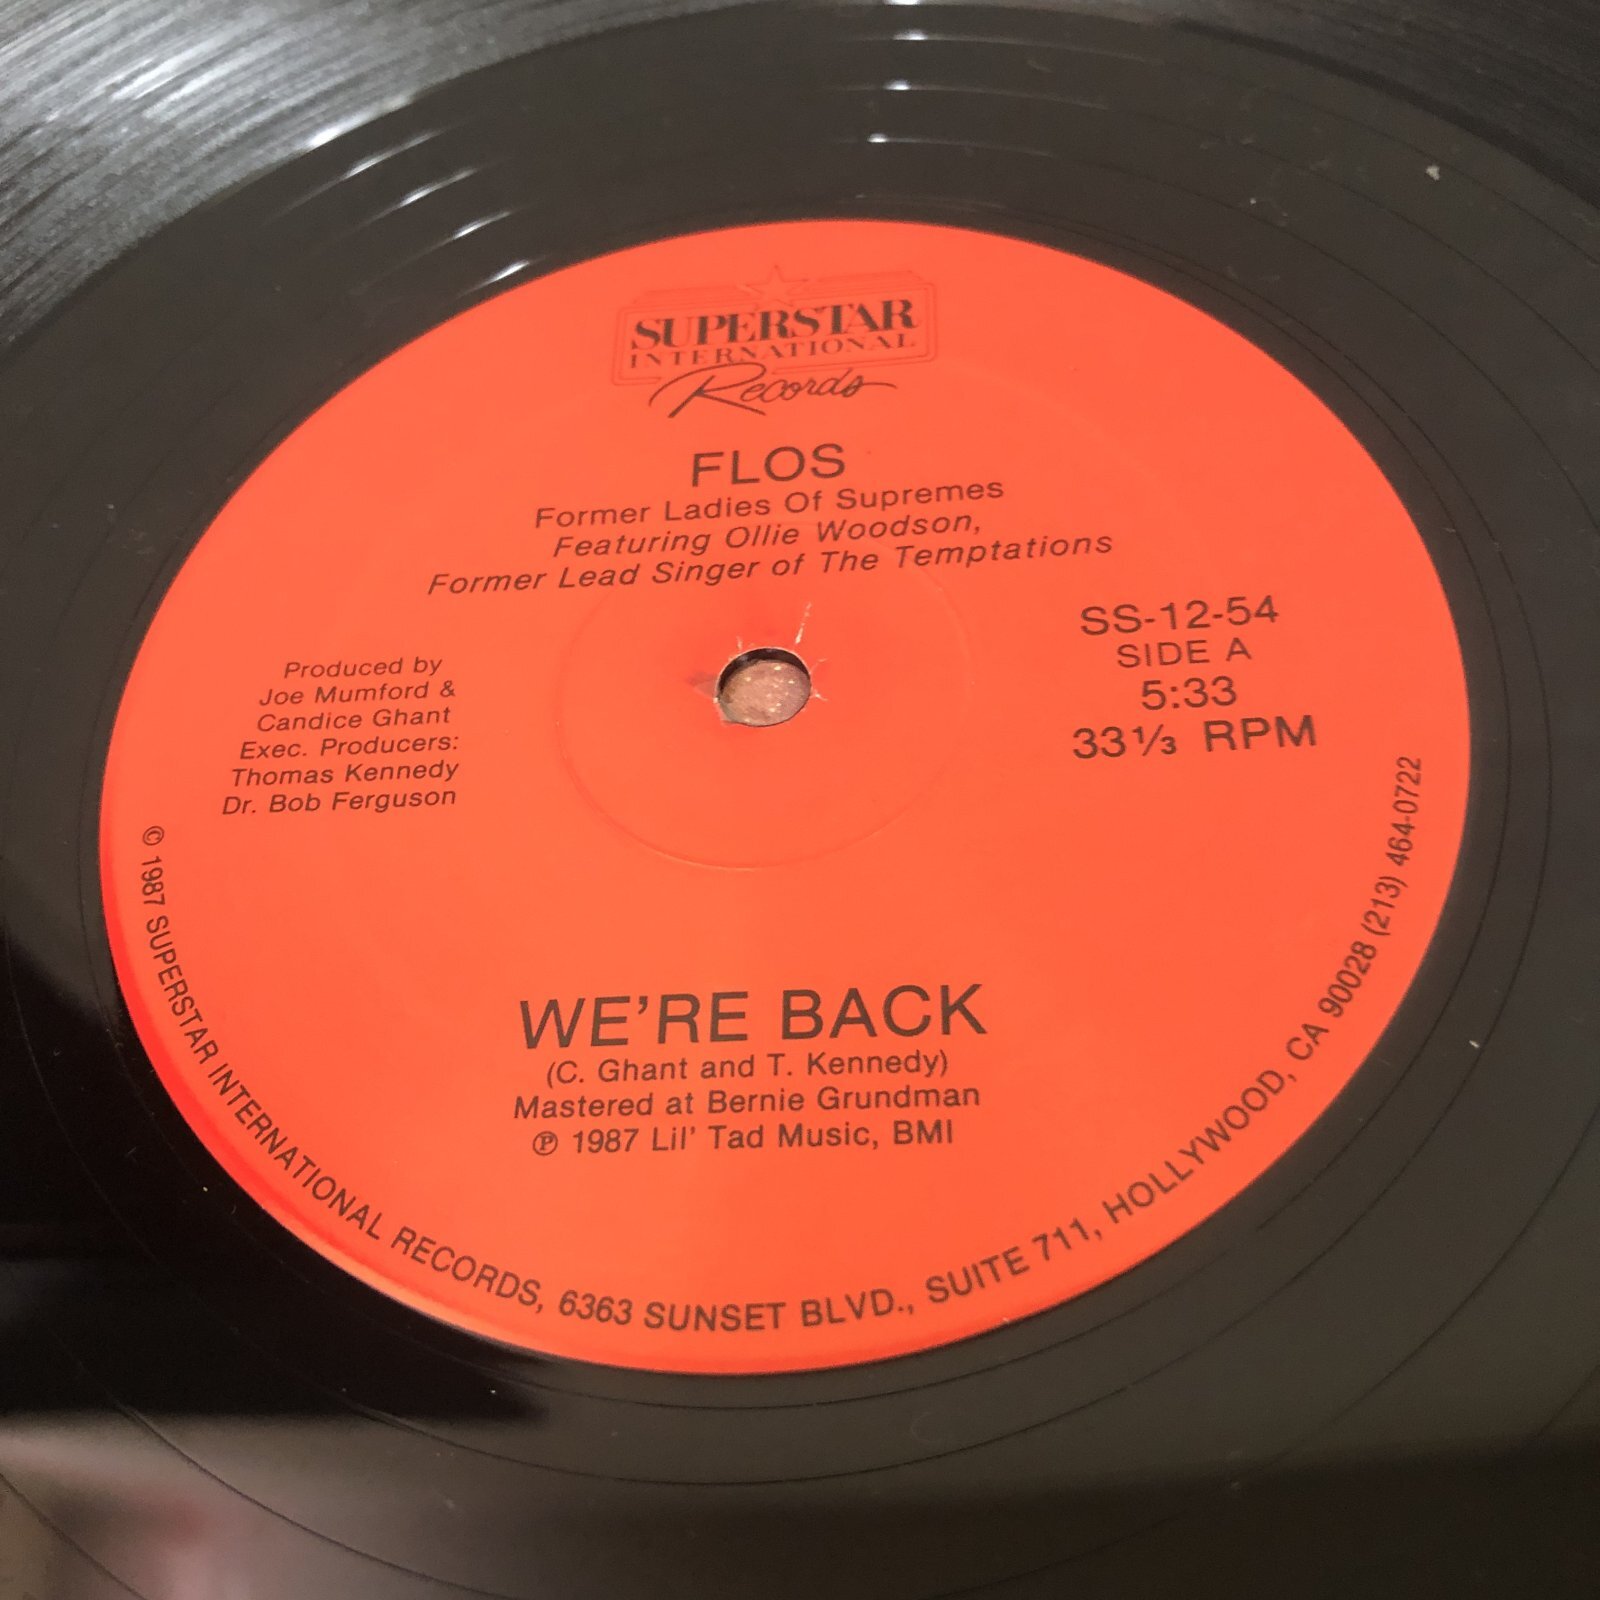 SUPERSTAR
INTERNATIONAL
Records
FLOS
Former Ladies Of Supremes
Featuring Ollie Woodson,
Former Lead Singer of The Temptations
SS-12-54
SIDE A
5:33
33⅓ RPM
Produced by
Joe Mumford &
Candice Ghant
Exec. Producers:
Thomas Kennedy
Dr. Bob Ferguson
WE'RE BACK
(C. Ghant and T. Kennedy)
Mastered at Bernie Grundman
℗ 1987 Lil' Tad Music, BMI
© 1987 SUPERSTAR INTERNATIONAL RECORDS, 6363 SUNSET BLVD., SUITE 711, HOLLYWOOD, CA 90028 (213) 464-0722